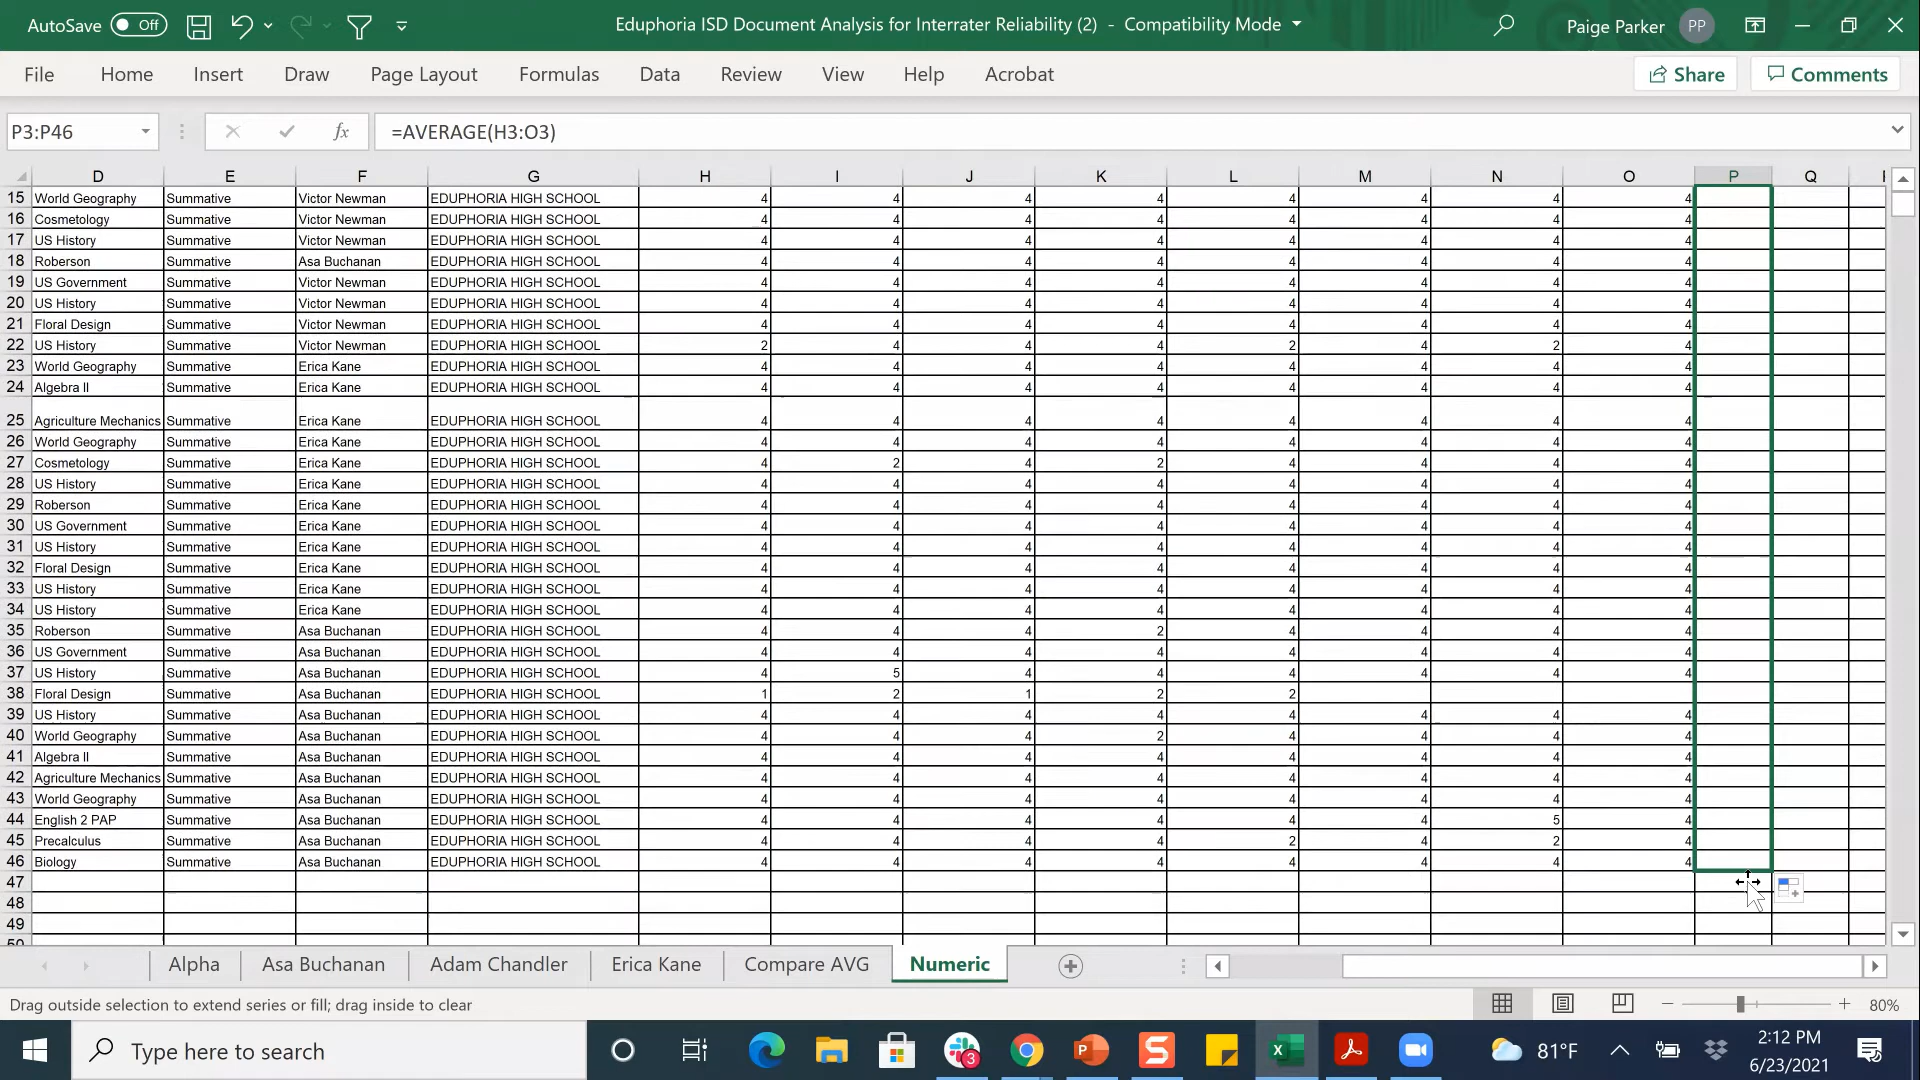 AutoSave Off Eduphoria ISD Document Analysis for Interrater Reliability (2) - Compatibility Mode Paige Parker PP
File Home Insert Draw Page Layout Formulas Data Review View Help Acrobat Share Comments
P3:P46 fx =AVERAGE(H3:O3)
D E F G H I J K L M N O P Q
15 World Geography Summative Victor Newman EDUPHORIA HIGH SCHOOL 4 4 4 4 4 4 4 4
16 Cosmetology Summative Victor Newman EDUPHORIA HIGH SCHOOL 4 4 4 4 4 4 4 4
17 US History Summative Victor Newman EDUPHORIA HIGH SCHOOL 4 4 4 4 4 4 4 4
18 Roberson Summative Asa Buchanan EDUPHORIA HIGH SCHOOL 4 4 4 4 4 4 4 4
19 US Government Summative Victor Newman EDUPHORIA HIGH SCHOOL 4 4 4 4 4 4 4 4
20 US History Summative Victor Newman EDUPHORIA HIGH SCHOOL 4 4 4 4 4 4 4 4
21 Floral Design Summative Victor Newman EDUPHORIA HIGH SCHOOL 4 4 4 4 4 4 4 4
22 US History Summative Victor Newman EDUPHORIA HIGH SCHOOL 2 4 4 4 2 4 2 4
23 World Geography Summative Erica Kane EDUPHORIA HIGH SCHOOL 4 4 4 4 4 4 4 4
24 Algebra II Summative Erica Kane EDUPHORIA HIGH SCHOOL 4 4 4 4 4 4 4 4
25 Agriculture Mechanics Summative Erica Kane EDUPHORIA HIGH SCHOOL 4 4 4 4 4 4 4 4
26 World Geography Summative Erica Kane EDUPHORIA HIGH SCHOOL 4 4 4 4 4 4 4 4
27 Cosmetology Summative Erica Kane EDUPHORIA HIGH SCHOOL 4 2 4 2 4 4 4 4
28 US History Summative Erica Kane EDUPHORIA HIGH SCHOOL 4 4 4 4 4 4 4 4
29 Roberson Summative Erica Kane EDUPHORIA HIGH SCHOOL 4 4 4 4 4 4 4 4
30 US Government Summative Erica Kane EDUPHORIA HIGH SCHOOL 4 4 4 4 4 4 4 4
31 US History Summative Erica Kane EDUPHORIA HIGH SCHOOL 4 4 4 4 4 4 4 4
32 Floral Design Summative Erica Kane EDUPHORIA HIGH SCHOOL 4 4 4 4 4 4 4 4
33 US History Summative Erica Kane EDUPHORIA HIGH SCHOOL 4 4 4 4 4 4 4 4
34 US History Summative Erica Kane EDUPHORIA HIGH SCHOOL 4 4 4 4 4 4 4 4
35 Roberson Summative Asa Buchanan EDUPHORIA HIGH SCHOOL 4 4 4 2 4 4 4 4
36 US Government Summative Asa Buchanan EDUPHORIA HIGH SCHOOL 4 4 4 4 4 4 4 4
37 US History Summative Asa Buchanan EDUPHORIA HIGH SCHOOL 4 5 4 4 4 4 4 4
38 Floral Design Summative Asa Buchanan EDUPHORIA HIGH SCHOOL 1 2 1 2 2
39 US History Summative Asa Buchanan EDUPHORIA HIGH SCHOOL 4 4 4 4 4 4 4 4
40 World Geography Summative Asa Buchanan EDUPHORIA HIGH SCHOOL 4 4 4 2 4 4 4 4
41 Algebra II Summative Asa Buchanan EDUPHORIA HIGH SCHOOL 4 4 4 4 4 4 4 4
42 Agriculture Mechanics Summative Asa Buchanan EDUPHORIA HIGH SCHOOL 4 4 4 4 4 4 4 4
43 World Geography Summative Asa Buchanan EDUPHORIA HIGH SCHOOL 4 4 4 4 4 4 4 4
44 English 2 PAP Summative Asa Buchanan EDUPHORIA HIGH SCHOOL 4 4 4 4 4 4 5 4
45 Precalculus Summative Asa Buchanan EDUPHORIA HIGH SCHOOL 4 4 4 4 2 4 2 4
46 Biology Summative Asa Buchanan EDUPHORIA HIGH SCHOOL 4 4 4 4 4 4 4 4
47
48
49
Alpha Asa Buchanan Adam Chandler Erica Kane Compare AVG Numeric
Drag outside selection to extend series or fill; drag inside to clear 80%
Type here to search 3 81°F 2:12 PM
6/23/2021